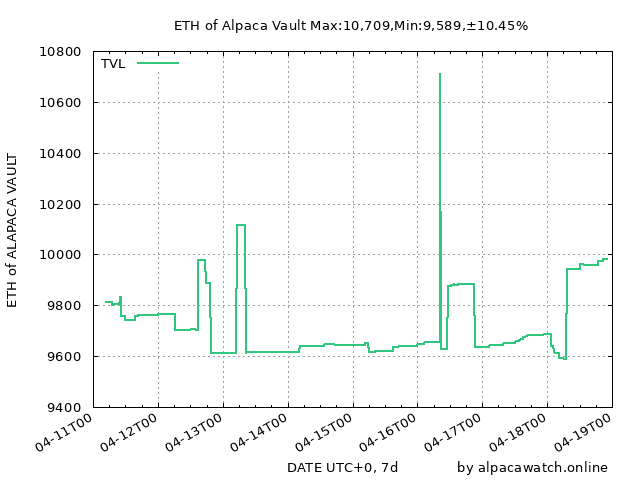 ETH of Alpaca Vault Max:10,709,Min:9,589,±10.45%
TVL
ETH of ALAPACA VAULT
10800
10600
10400
10200
10000
9800
9600
9400
04-11T00
04-12T00
04-13T00
04-14T00
04-15T00
04-16T00
04-17T00
04-18T00
04-19T00
DATE UTC+0, 7d
by alpacawatch.online